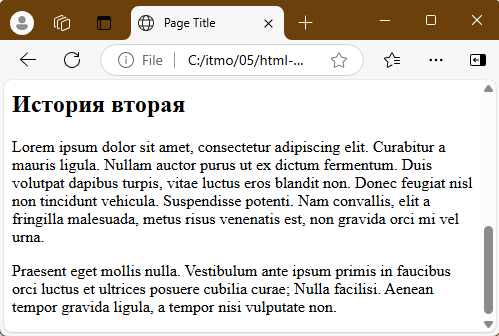 Page Title
File
C:/itmo/05/html-...
История вторая
Lorem ipsum dolor sit amet, consectetur adipiscing elit. Curabitur a
mauris ligula. Nullam auctor purus ut ex dictum fermentum. Duis
volutpat dapibus turpis, vitae luctus eros blandit non. Donec feugiat nisl
non tincidunt vehicula. Suspendisse potenti. Nam convallis, elit a
fringilla malesuada, metus risus venenatis est, non gravida orci mi vel
urna.
Praesent eget mollis nulla. Vestibulum ante ipsum primis in faucibus
orci luctus et ultrices posuere cubilia curae; Nulla facilisi. Aenean
tempor gravida ligula, a tempor nisi vulputate non.